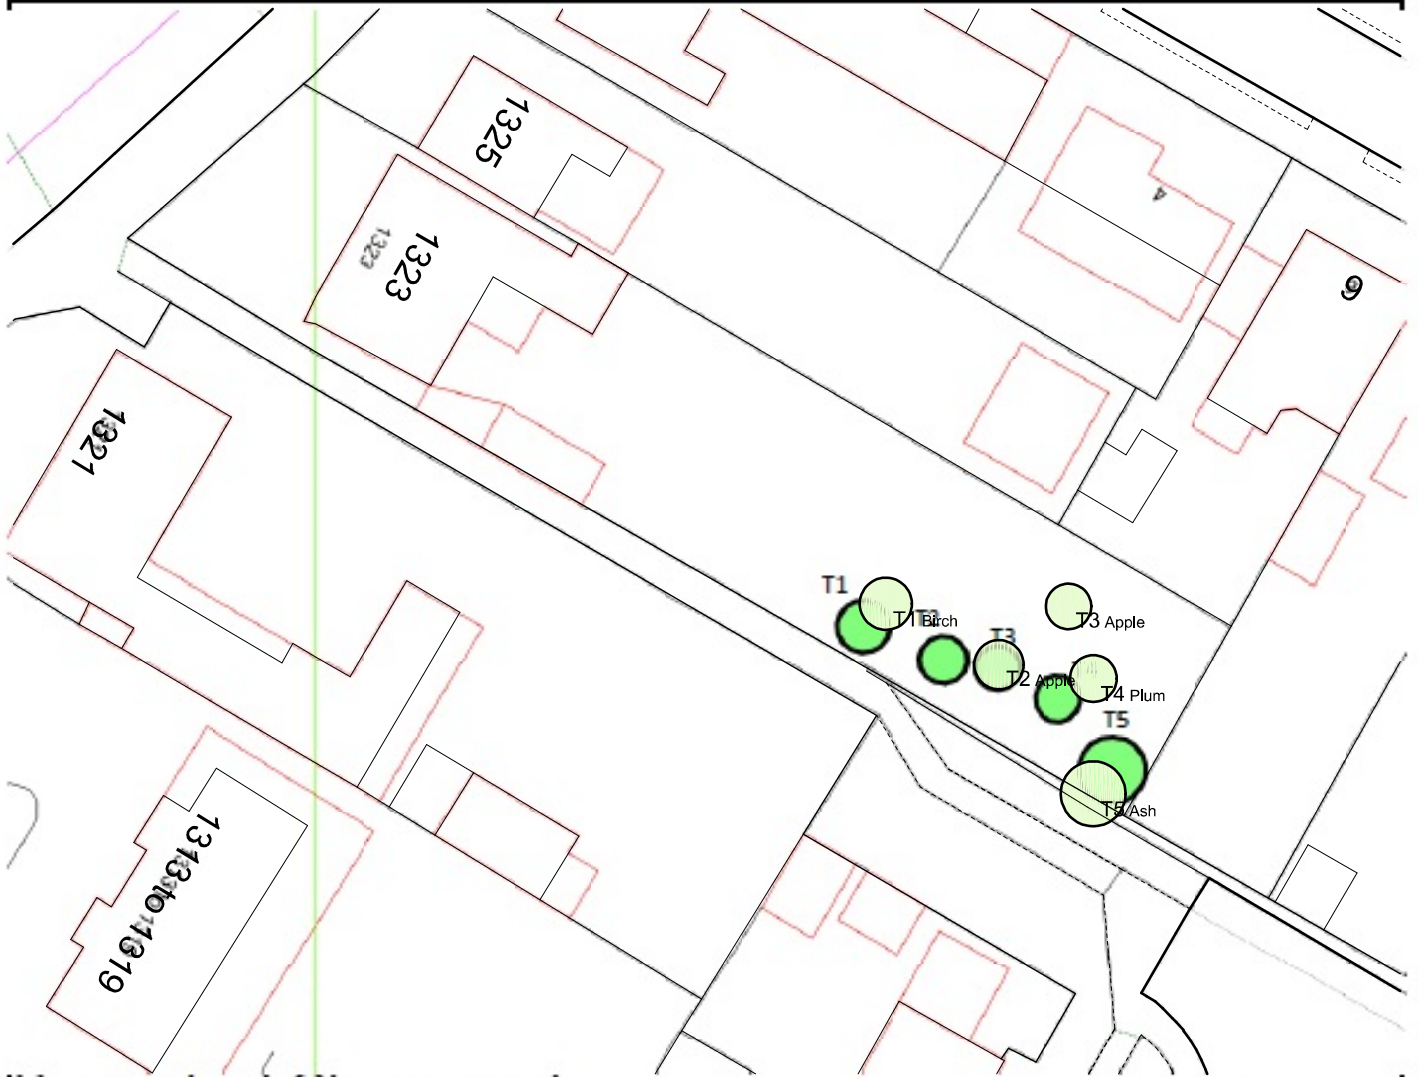 1325
4
1323
1323
9
1321
T1
T1 Birch
T3
T3 Apple
T2 Apple
T4 Plum
T5
T5 Ash
1313 to 1319